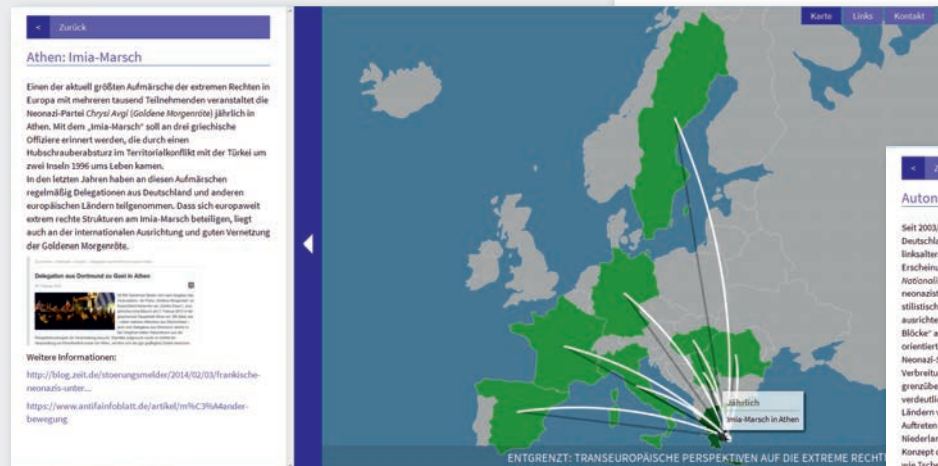 < Zurück
Athen: Imia-Marsch
Einen der aktuell größten Aufmärsche der extremen Rechten in
Europa mit mehreren tausend Teilnehmenden veranstaltet die
Neonazi-Partei Chrysi Avgi (Goldene Morgenröte) jährlich in
Athen. Mit dem „Imia-Marsch“ soll an drei griechische
Offiziere erinnert werden, die durch einen
Hubschrauberabsturz im Territorialkonflikt mit der Türkei um
zwei Inseln 1996 ums Leben kamen.
In den letzten Jahren haben an diesen Aufmärschen
regelmäßig Delegationen aus Deutschland und anderen
europäischen Ländern teilgenommen. Dass sich europaweit
extrem rechte Strukturen am Imia-Marsch beteiligen, liegt
auch an der internationalen Ausrichtung und guten Vernetzung
der Goldenen Morgenröte.
Delegation aus Dortmund zu Gast in Athen
Weitere Informationen:
http://blog.zeit.de/stoerungsmelder/2014/02/03/frankische-
neonazis-unter...
https://www.antifainfoblatt.de/artikel/m%C3%A4ander-
bewegung
Karte Links Kontakt
Jährlich
Imia-Marsch in Athen
ENTGRENZT: TRANSEUROPÄISCHE PERSPEKTIVEN AUF DIE EXTREME RECHT
< Z
Auton
Seit 2003,
Deutschla
linksalter
Erscheinu
Nationali
neonazist
stilistisch
ausrichte
Blöcke“ a
orientiert
Neonazi-S
Verbreitu
grenzübe
verdeutlic
Ländern v
Auftreten
Niederlan
Konzept d